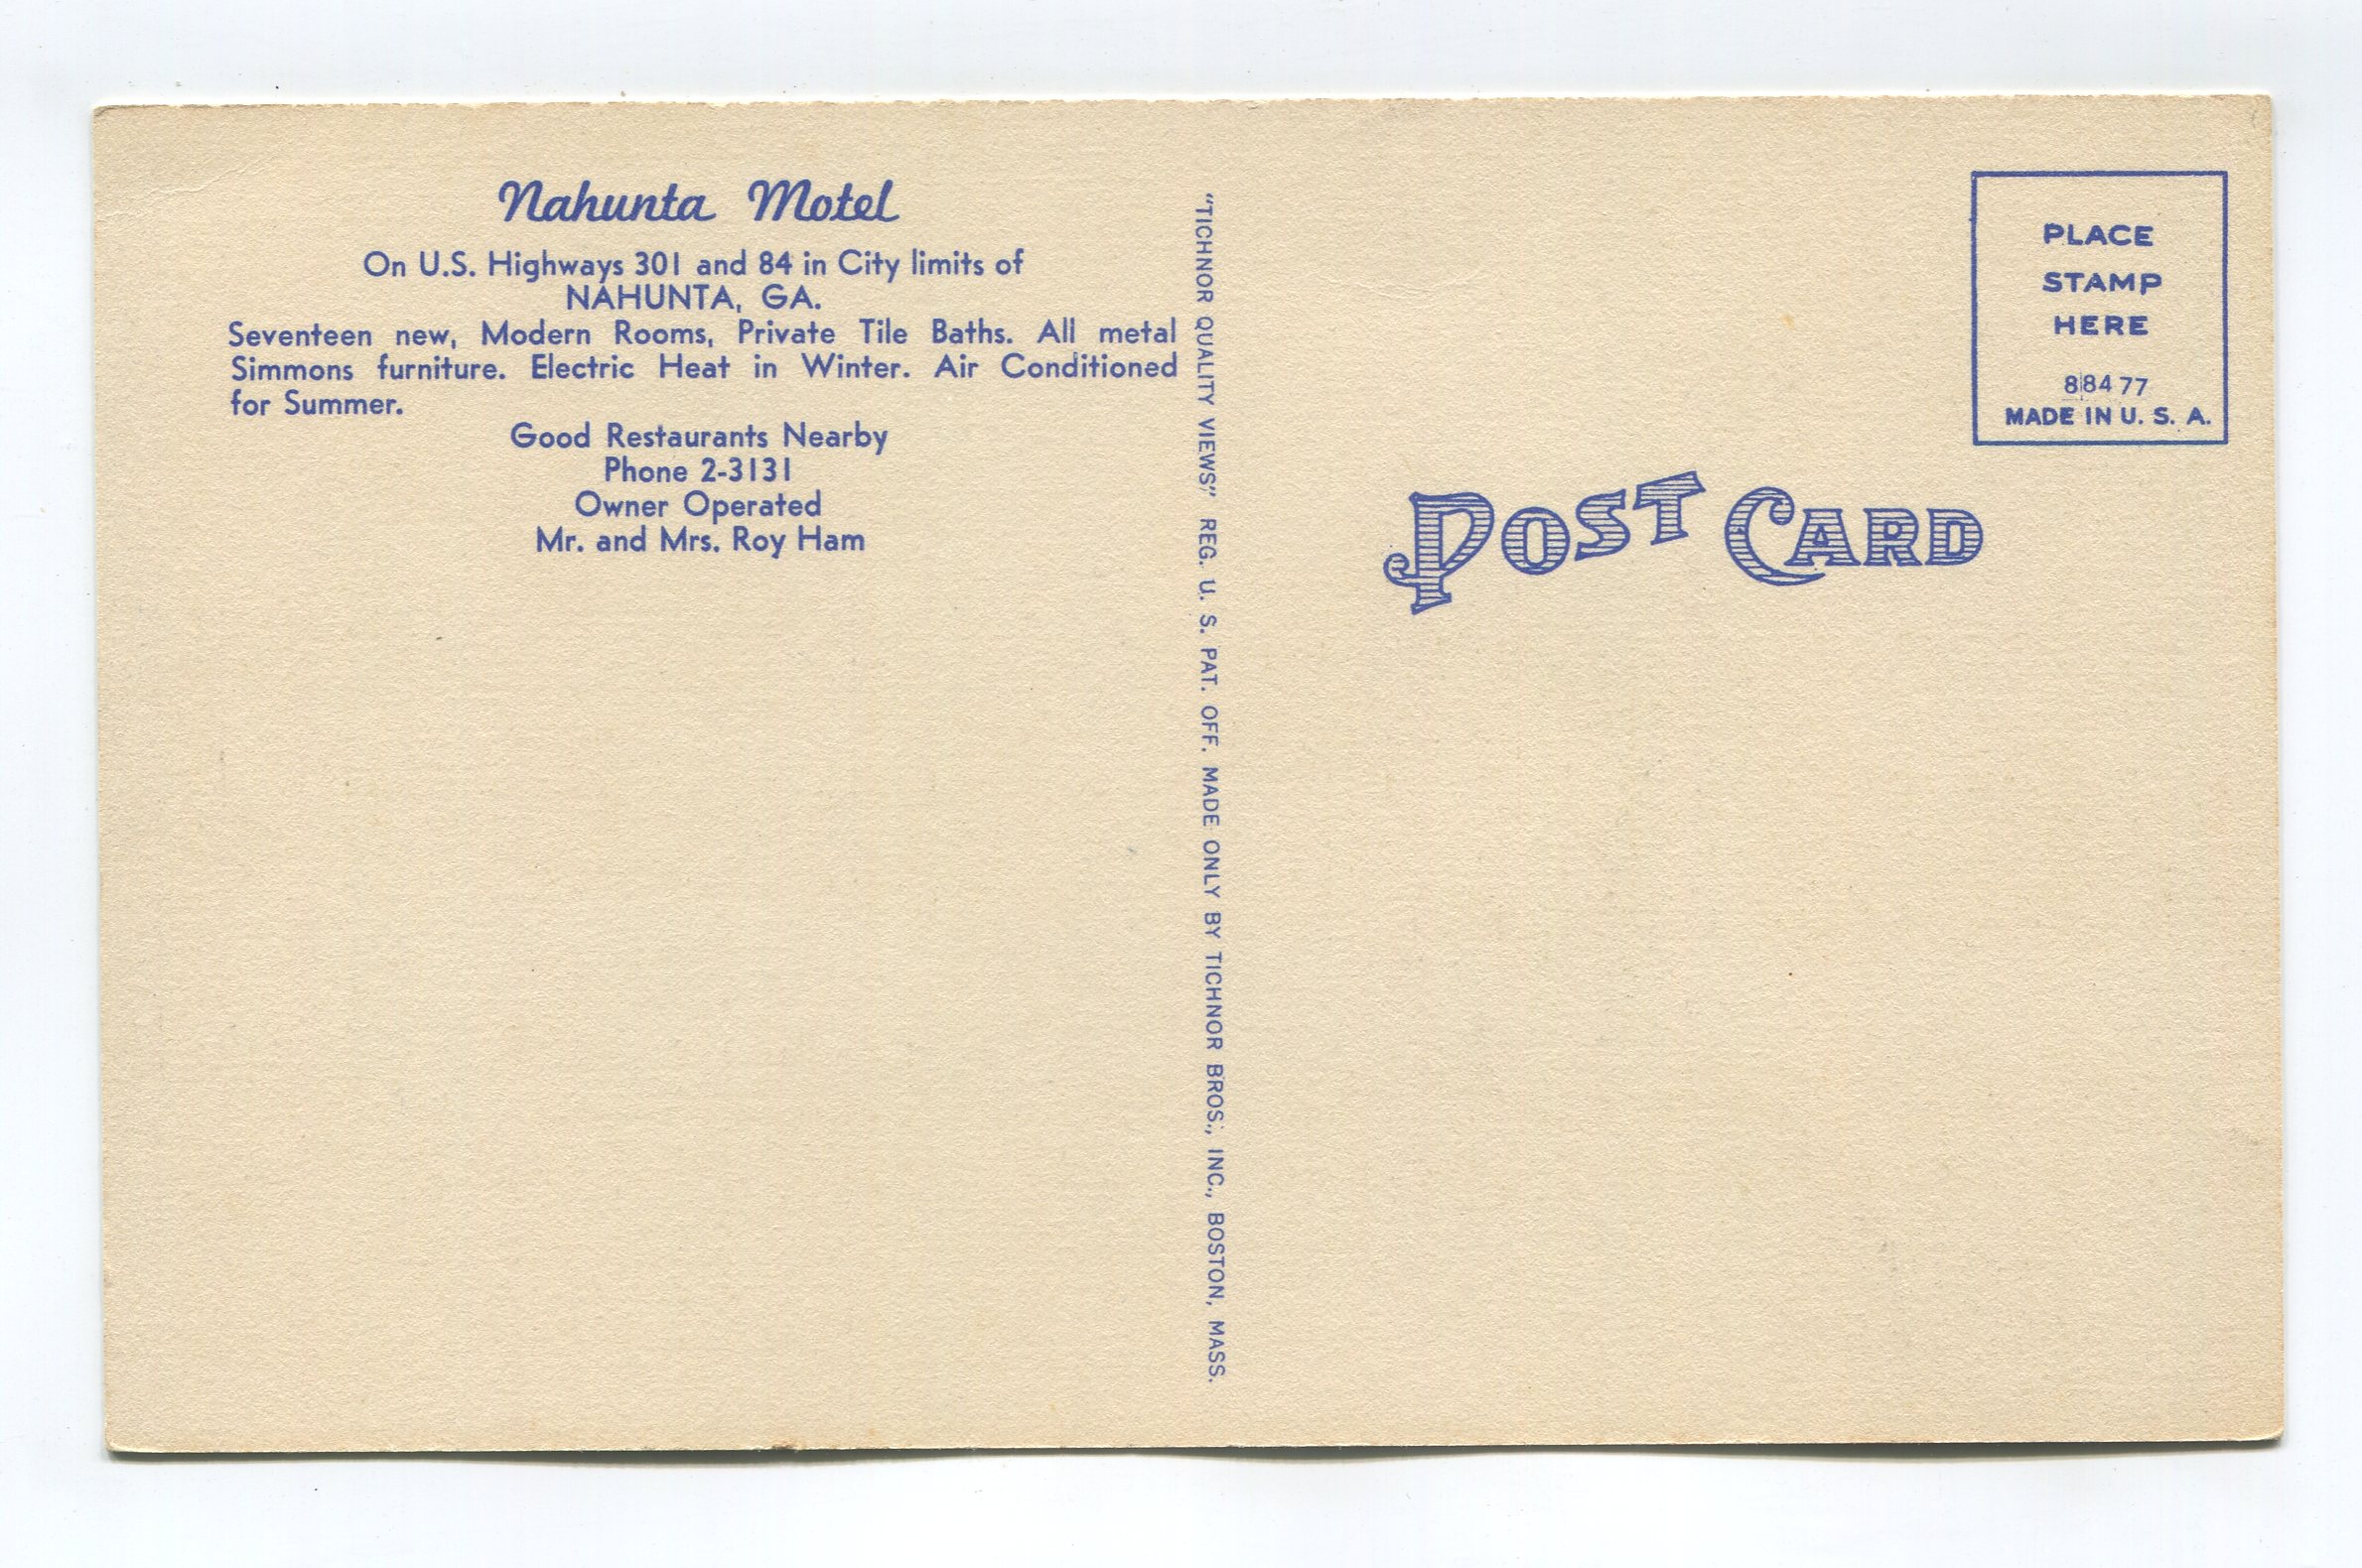 Nahunta Motel
On U.S. Highways 301 and 84 in City limits of
NAHUNTA, GA.
Seventeen new, Modern Rooms, Private Tile Baths. All metal
Simmons furniture. Electric Heat in Winter. Air Conditioned
for Summer.
Good Restaurants Nearby
Phone 2-3131
Owner Operated
Mr. and Mrs. Roy Ham
"TICHNOR QUALITY VIEWS," REG. U. S. PAT. OFF. MADE ONLY BY TICHNOR BROS., INC., BOSTON, MASS.
PLACE
STAMP
HERE
88477
MADE IN U. S. A.
POST CARD